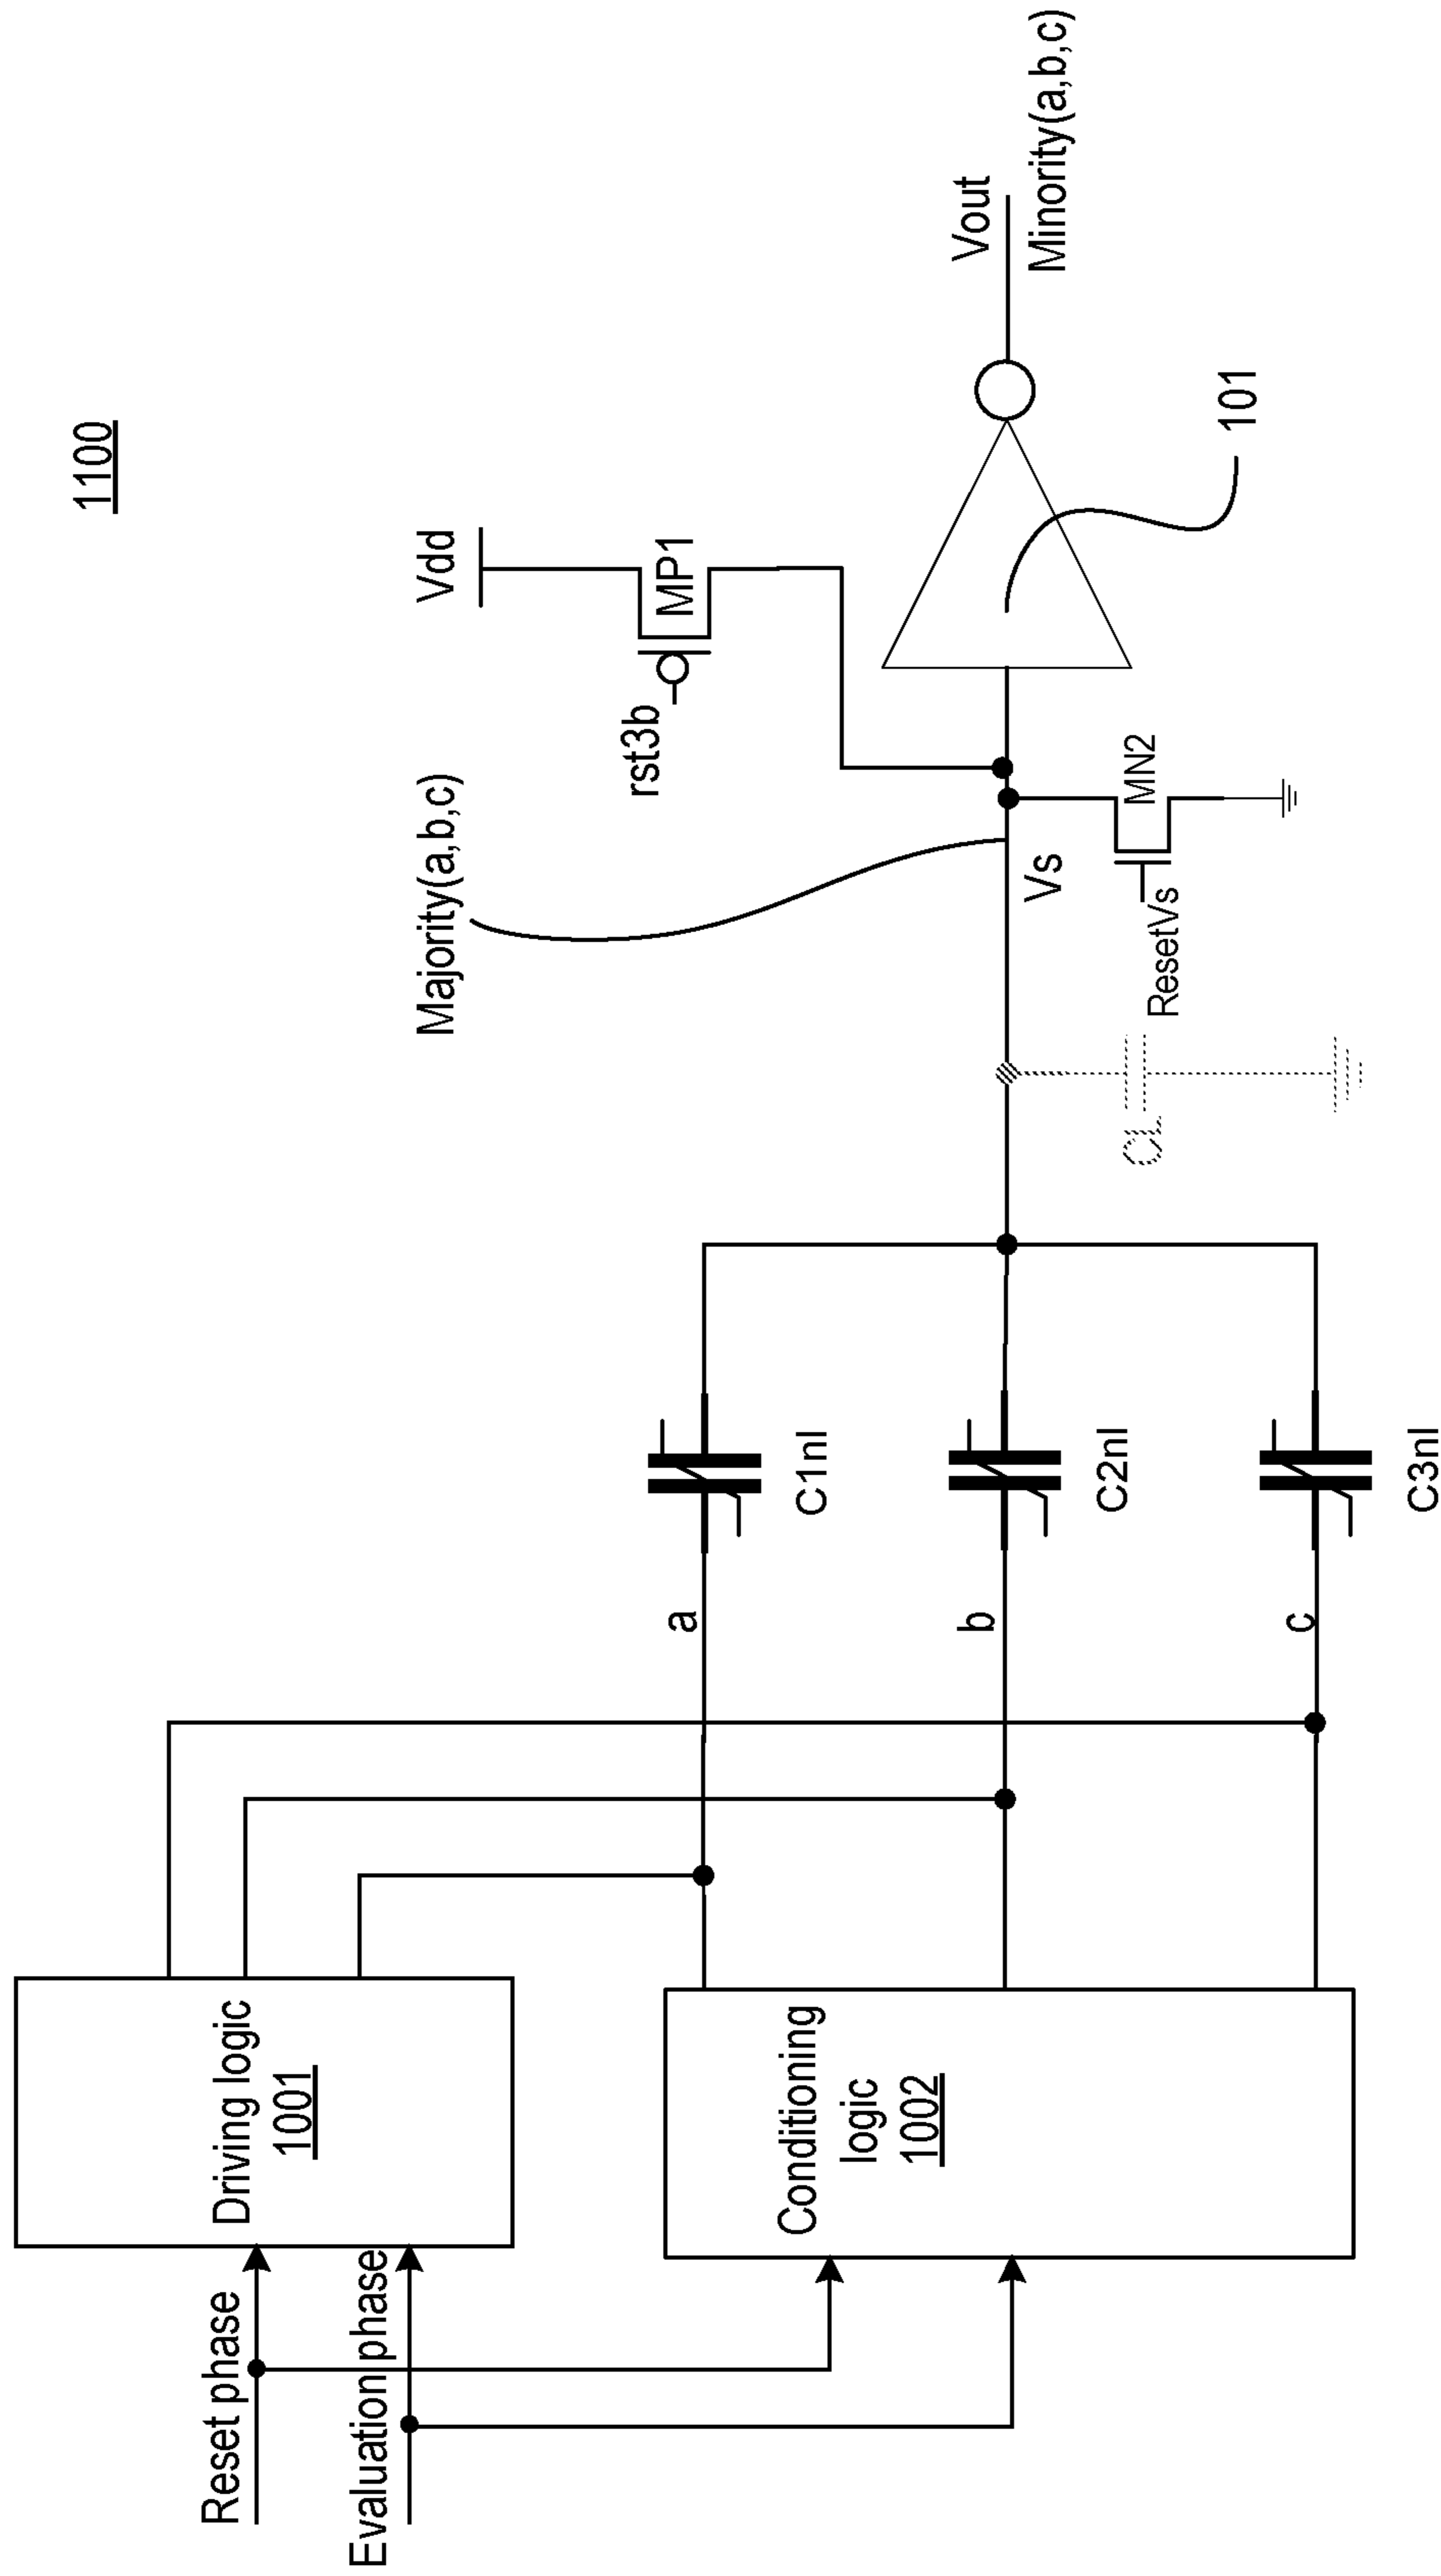 1100
Vdd
MP1
rst3b
Majority(a,b,c)
Vout
Minority(a,b,c)
101
Vs
MN2
ResetVs
CL
a
C1nl
b
C2nl
c
C3nl
Driving logic
1001
Reset phase
Evaluation phase
Conditioning
logic
1002